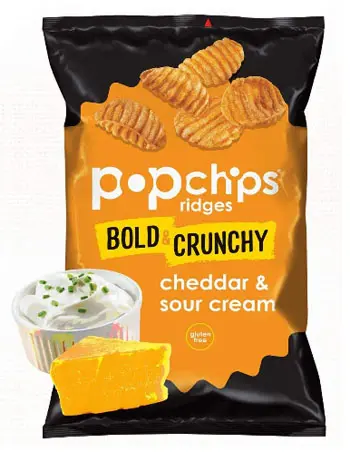 popchips
ridges
BOLD & CRUNCHY
cheddar &
sour cream
gluten
free